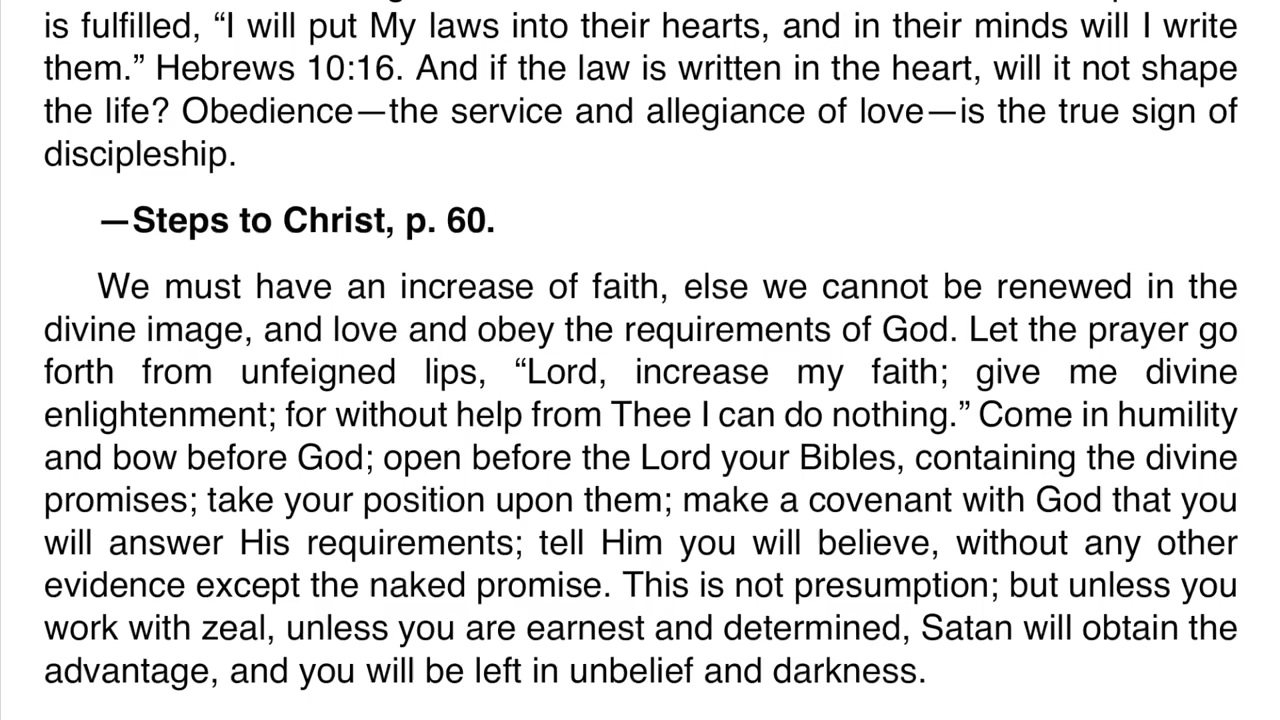 is fulfilled, “I will put My laws into their hearts, and in their minds will I write
them.” Hebrews 10:16. And if the law is written in the heart, will it not shape
the life? Obedience—the service and allegiance of love—is the true sign of
discipleship.
—Steps to Christ, p. 60.
We must have an increase of faith, else we cannot be renewed in the
divine image, and love and obey the requirements of God. Let the prayer go
forth from unfeigned lips, “Lord, increase my faith; give me divine
enlightenment; for without help from Thee I can do nothing.” Come in humility
and bow before God; open before the Lord your Bibles, containing the divine
promises; take your position upon them; make a covenant with God that you
will answer His requirements; tell Him you will believe, without any other
evidence except the naked promise. This is not presumption; but unless you
work with zeal, unless you are earnest and determined, Satan will obtain the
advantage, and you will be left in unbelief and darkness.